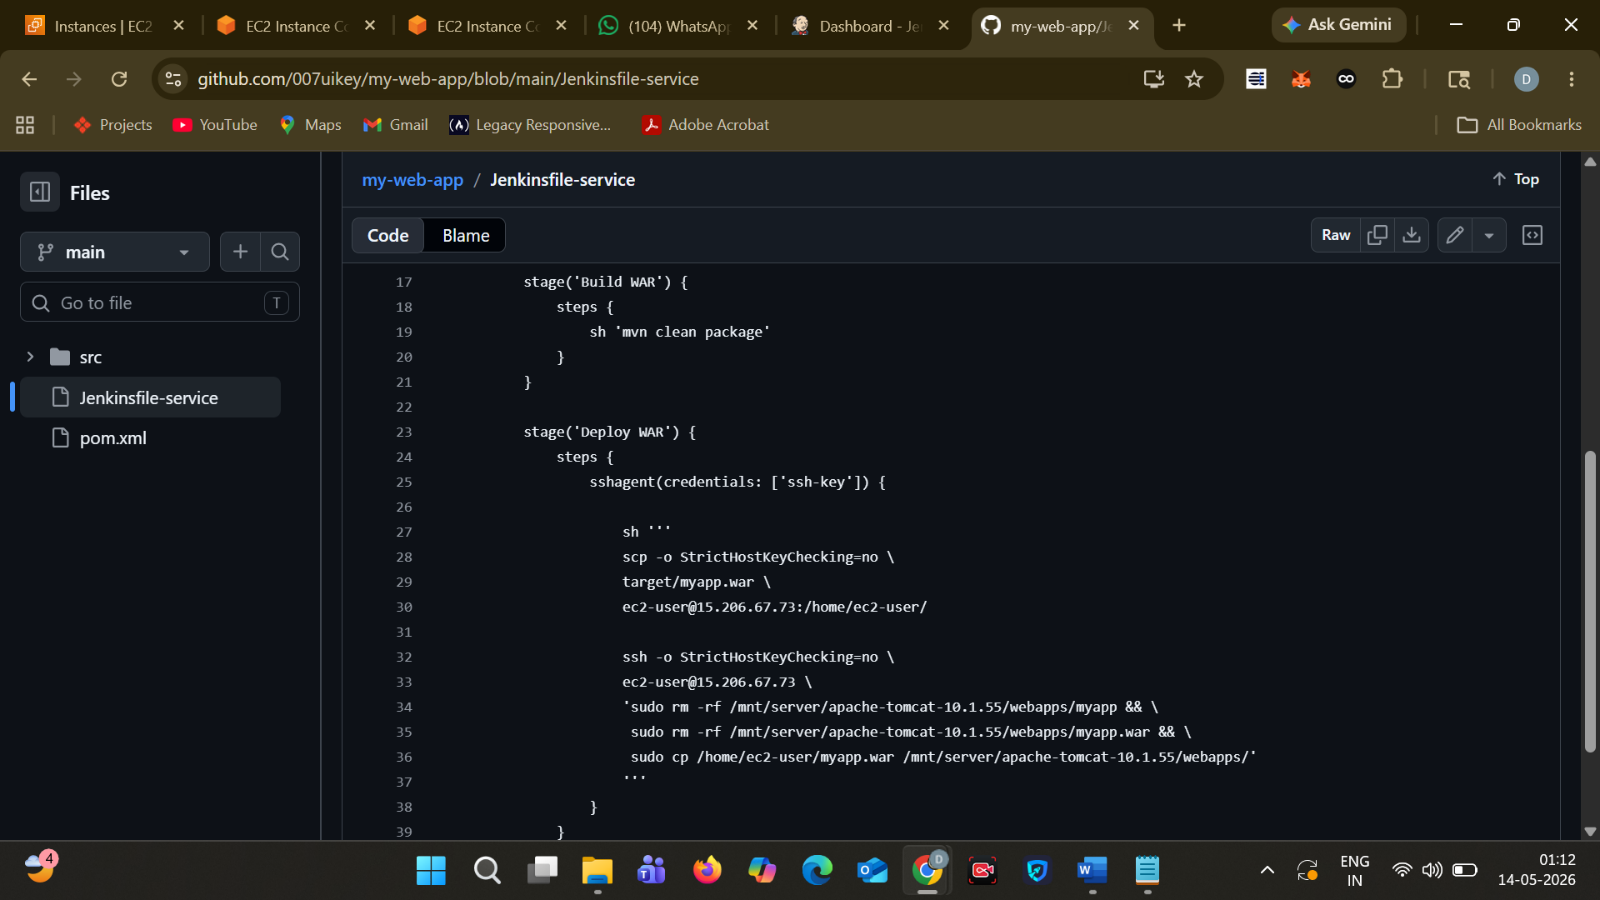 Instances | EC2
EC2 Instance Co
EC2 Instance Co
(104) WhatsApp
Dashboard - Jen
my-web-app/Je
Ask Gemini
github.com/007uikey/my-web-app/blob/main/Jenkinsfile-service
D
Projects
YouTube
Maps
Gmail
Legacy Responsive...
Adobe Acrobat
All Bookmarks
Files
main
Go to file
T
src
Jenkinsfile-service
pom.xml
my-web-app / Jenkinsfile-service
Top
Code
Blame
Raw
17 stage('Build WAR') {
18 steps {
19 sh 'mvn clean package'
20 }
21 }
22
23 stage('Deploy WAR') {
24 steps {
25 sshagent(credentials: ['ssh-key']) {
26
27 sh '''
28 scp -o StrictHostKeyChecking=no \
29 target/myapp.war \
30 ec2-user@15.206.67.73:/home/ec2-user/
31
32 ssh -o StrictHostKeyChecking=no \
33 ec2-user@15.206.67.73 \
34 'sudo rm -rf /mnt/server/apache-tomcat-10.1.55/webapps/myapp && \
35 sudo rm -rf /mnt/server/apache-tomcat-10.1.55/webapps/myapp.war && \
36 sudo cp /home/ec2-user/myapp.war /mnt/server/apache-tomcat-10.1.55/webapps/'
37 '''
38 }
39 }
4
D
ENG
IN
01:12
14-05-2026